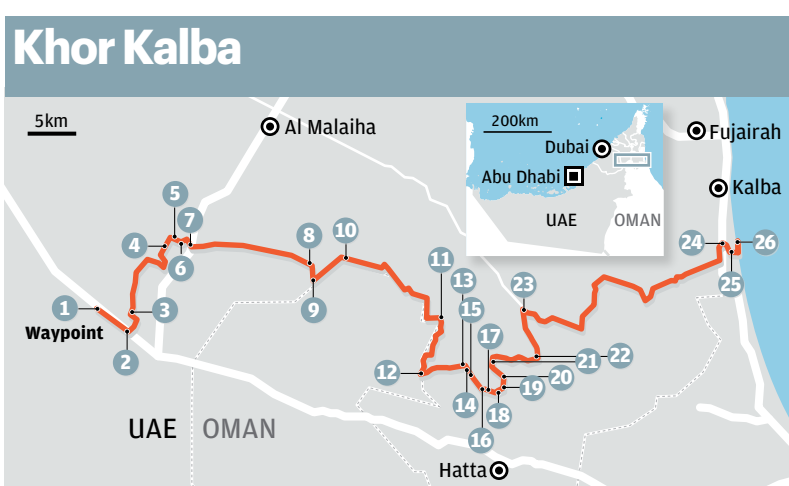 Khor Kalba
5km
Al Malaiha
200km
Dubai
Abu Dhabi
UAE
OMAN
Fujairah
Kalba
5
4
7
6
8
10
24
26
25
9
11
13
1
3
Waypoint
15
23
2
17
12
21
22
20
19
14
18
16
UAE
OMAN
Hatta